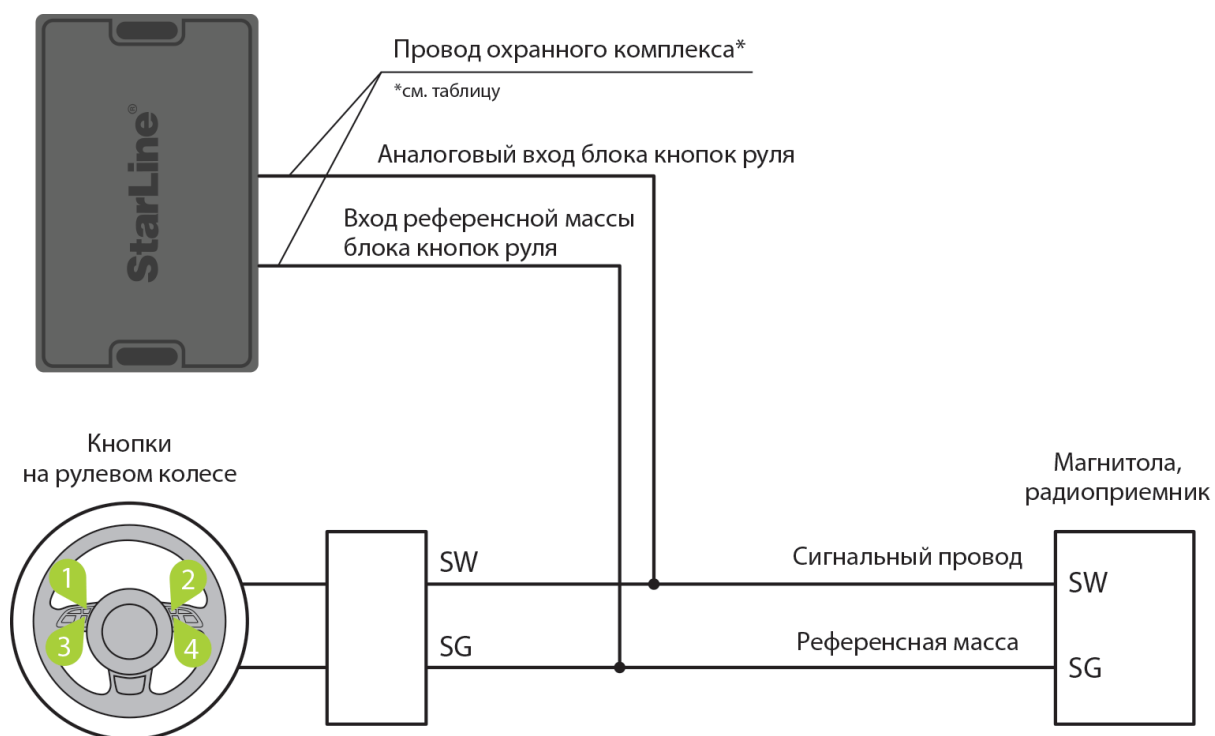 Провод охранного комплекса*
*см. таблицу
StarLine®
Аналоговый вход блока кнопок руля
Вход референсной массы
блока кнопок руля
Кнопки
на рулевом колесе
Магнитола,
радиоприемник
SW
Сигнальный провод
SW
SG
Референсная масса
SG
1
2
3
4